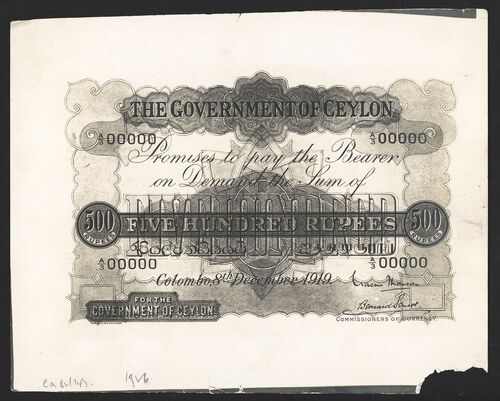 THE GOVERNMENT OF CEYLON
A/3 00000 A/3 00000
Promises to pay the Bearer
on Demand the Sum of
500 RUPEES FIVE HUNDRED RUPEES 500 RUPEES
A/3 00000 A/3 00000
Colombo, 8th December 1919.
FOR THE
GOVERNMENT OF CEYLON
COMMISSIONERS OF CURRENCY.
1926